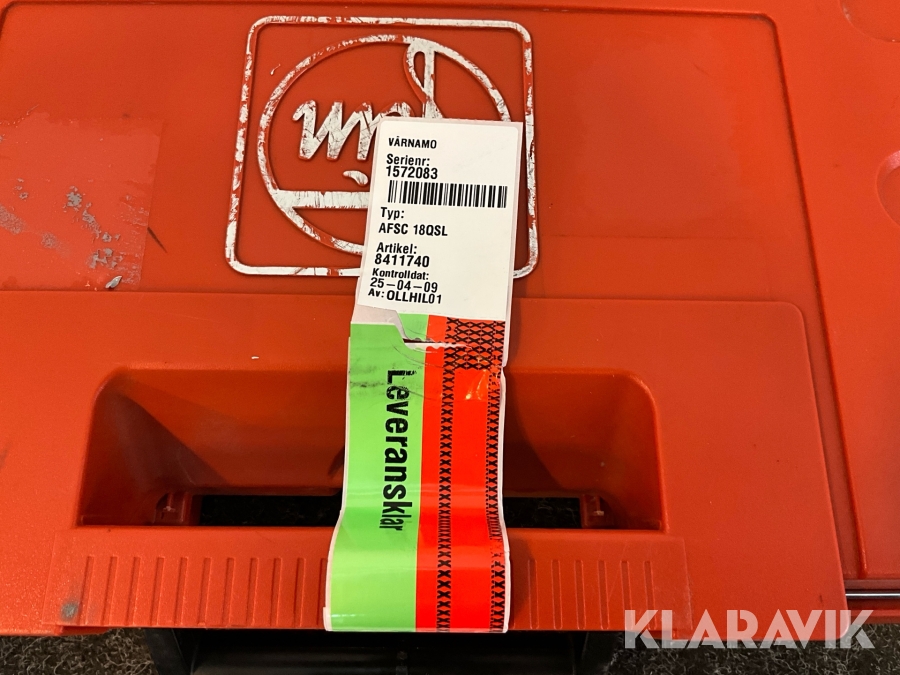 VÄRNAMO
Serienr:
1572083
Typ:
AFSC 18QSL
Artikel:
8411740
Kontrolldat:
25-04-09
Av: OLLHIL01
Leveransklar
KLARAVIK